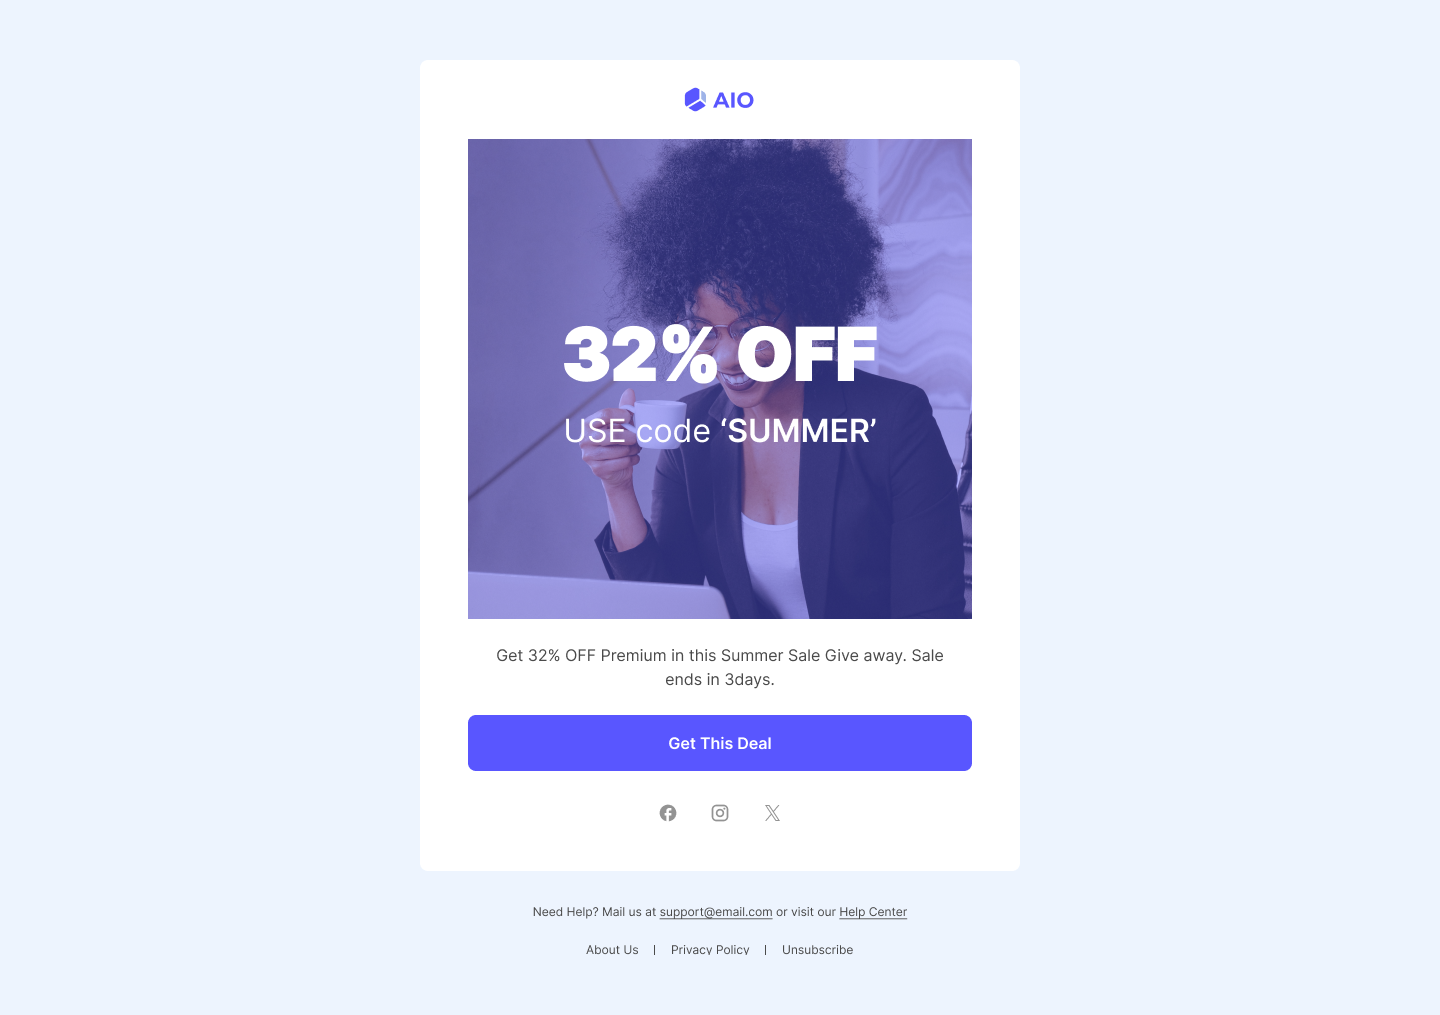 AIO
32% OFF
USE code ‘SUMMER’
Get 32% OFF Premium in this Summer Sale Give away. Sale
ends in 3days.
Get This Deal
Need Help? Mail us at support@email.com or visit our Help Center
About Us | Privacy Policy | Unsubscribe